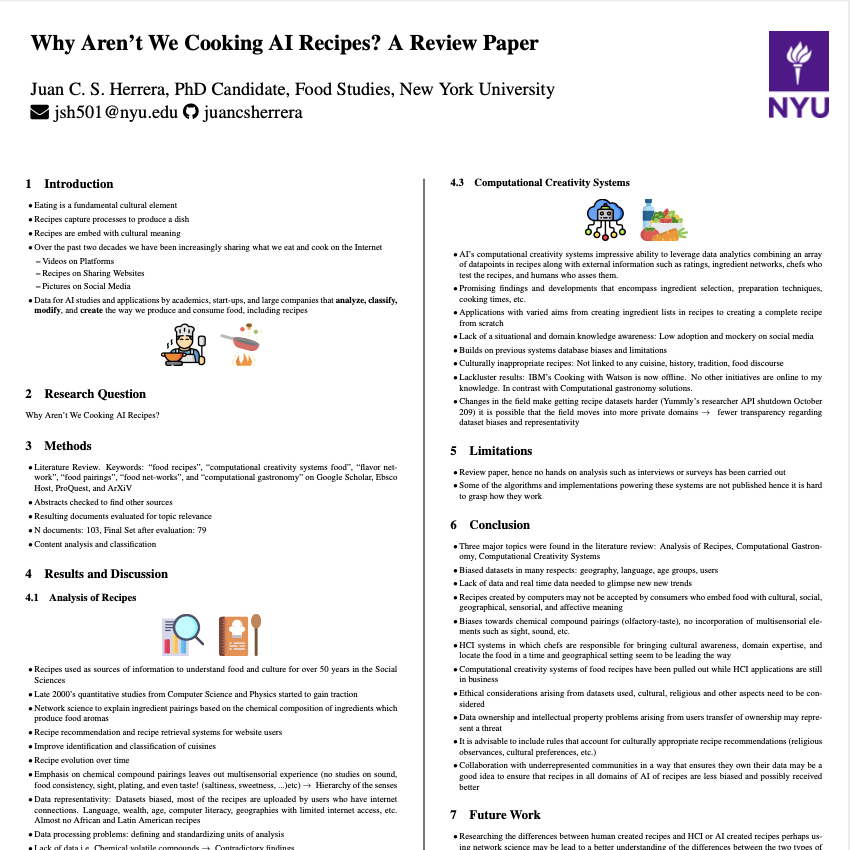 Why Aren't We Cooking AI Recipes? A Review Paper
Juan C. S. Herrera, PhD Candidate, Food Studies, New York University
jsh501@nyu.edu juancsherrera
NYU
1 Introduction
• Eating is a fundamental cultural element
• Recipes capture processes to produce a dish
• Recipes are embed with cultural meaning
• Over the past two decades we have been increasingly sharing what we eat and cook on the Internet
– Videos on Platforms
– Recipes on Sharing Websites
– Pictures on Social Media
• Data for AI studies and applications by academics, start-ups, and large companies that analyze, classify,
modify, and create the way we produce and consume food, including recipes
2 Research Question
Why Aren't We Cooking AI Recipes?
3 Methods
• Literature Review. Keywords: “food recipes”, “computational creativity systems food”, “flavor net-
work”, “food pairings”, “food net-works”, and “computational gastronomy” on Google Scholar, Ebsco
Host, ProQuest, and ArXiV
• Abstracts checked to find other sources
• Resulting documents evaluated for topic relevance
• N documents: 103, Final Set after evaluation: 79
• Content analysis and classification
4 Results and Discussion
4.1 Analysis of Recipes
• Recipes used as sources of information to understand food and culture for over 50 years in the Social
Sciences
• Late 2000's quantitative studies from Computer Science and Physics started to gain traction
• Network science to explain ingredient pairings based on the chemical composition of ingredients which
produce food aromas
• Recipe recommendation and recipe retrieval systems for website users
• Improve identification and classification of cuisines
• Recipe evolution over time
• Emphasis on chemical compound pairings leaves out multisensorial experience (no studies on sound,
food consistency, sight, plating, and even taste! (saltiness, sweetness, ...)etc) → Hierarchy of the senses
• Data representativity: Datasets biased, most of the recipes are uploaded by users who have internet
connections. Language, wealth, age, computer literacy, geographies with limited internet access, etc.
Almost no African and Latin American recipes
• Data processing problems: defining and standardizing units of analysis
• Lack of data i.e. Chemical volatile compounds → Contradictory findings
4.3 Computational Creativity Systems
• AI's computational creativity systems impressive ability to leverage data analytics combining an array
of datapoints in recipes along with external information such as ratings, ingredient networks, chefs who
test the recipes, and humans who asses them.
• Promising findings and developments that encompass ingredient selection, preparation techniques,
cooking times, etc.
• Applications with varied aims from creating ingredient lists in recipes to creating a complete recipe
from scratch
• Lack of a situational and domain knowledge awareness: Low adoption and mockery on social media
• Builds on previous systems database biases and limitations
• Culturally inappropriate recipes: Not linked to any cuisine, history, tradition, food discourse
• Lackluster results: IBM's Cooking with Watson is now offline. No other initiatives are online to my
knowledge. In contrast with Computational gastronomy solutions.
• Changes in the field make getting recipe datasets harder (Yummly's researcher API shutdown October
209) it is possible that the field moves into more private domains → fewer transparency regarding
dataset biases and representativity
5 Limitations
• Review paper, hence no hands on analysis such as interviews or surveys has been carried out
• Some of the algorithms and implementations powering these systems are not published hence it is hard
to grasp how they work
6 Conclusion
• Three major topics were found in the literature review: Analysis of Recipes, Computational Gastron-
omy, Computational Creativity Systems
• Biased datasets in many respects: geography, language, age groups, users
• Lack of data and real time data needed to glimpse new new trends
• Recipes created by computers may not be accepted by consumers who embed food with cultural, social,
geographical, sensorial, and affective meaning
• Biases towards chemical compound pairings (olfactory-taste), no incorporation of multisensorial ele-
ments such as sight, sound, etc.
• HCI systems in which chefs are responsible for bringing cultural awareness, domain expertise, and
locate the food in a time and geographical setting seem to be leading the way
• Computational creativity systems of food recipes have been pulled out while HCI applications are still
in business
• Ethical considerations arising from datasets used, cultural, religious and other aspects need to be con-
sidered
• Data ownership and intellectual property problems arising from users transfer of ownership may repre-
sent a threat
• It is advisable to include rules that account for culturally appropriate recipe recommendations (religious
observances, cultural preferences, etc.)
• Collaboration with underrepresented communities in a way that ensures they own their data may be a
good idea to ensure that recipes in all domains of AI of recipes are less biased and possibly received
better
7 Future Work
• Researching the differences between human created recipes and HCI or AI created recipes perhaps us-
ing network science may lead to a better understanding of the differences between the two types of